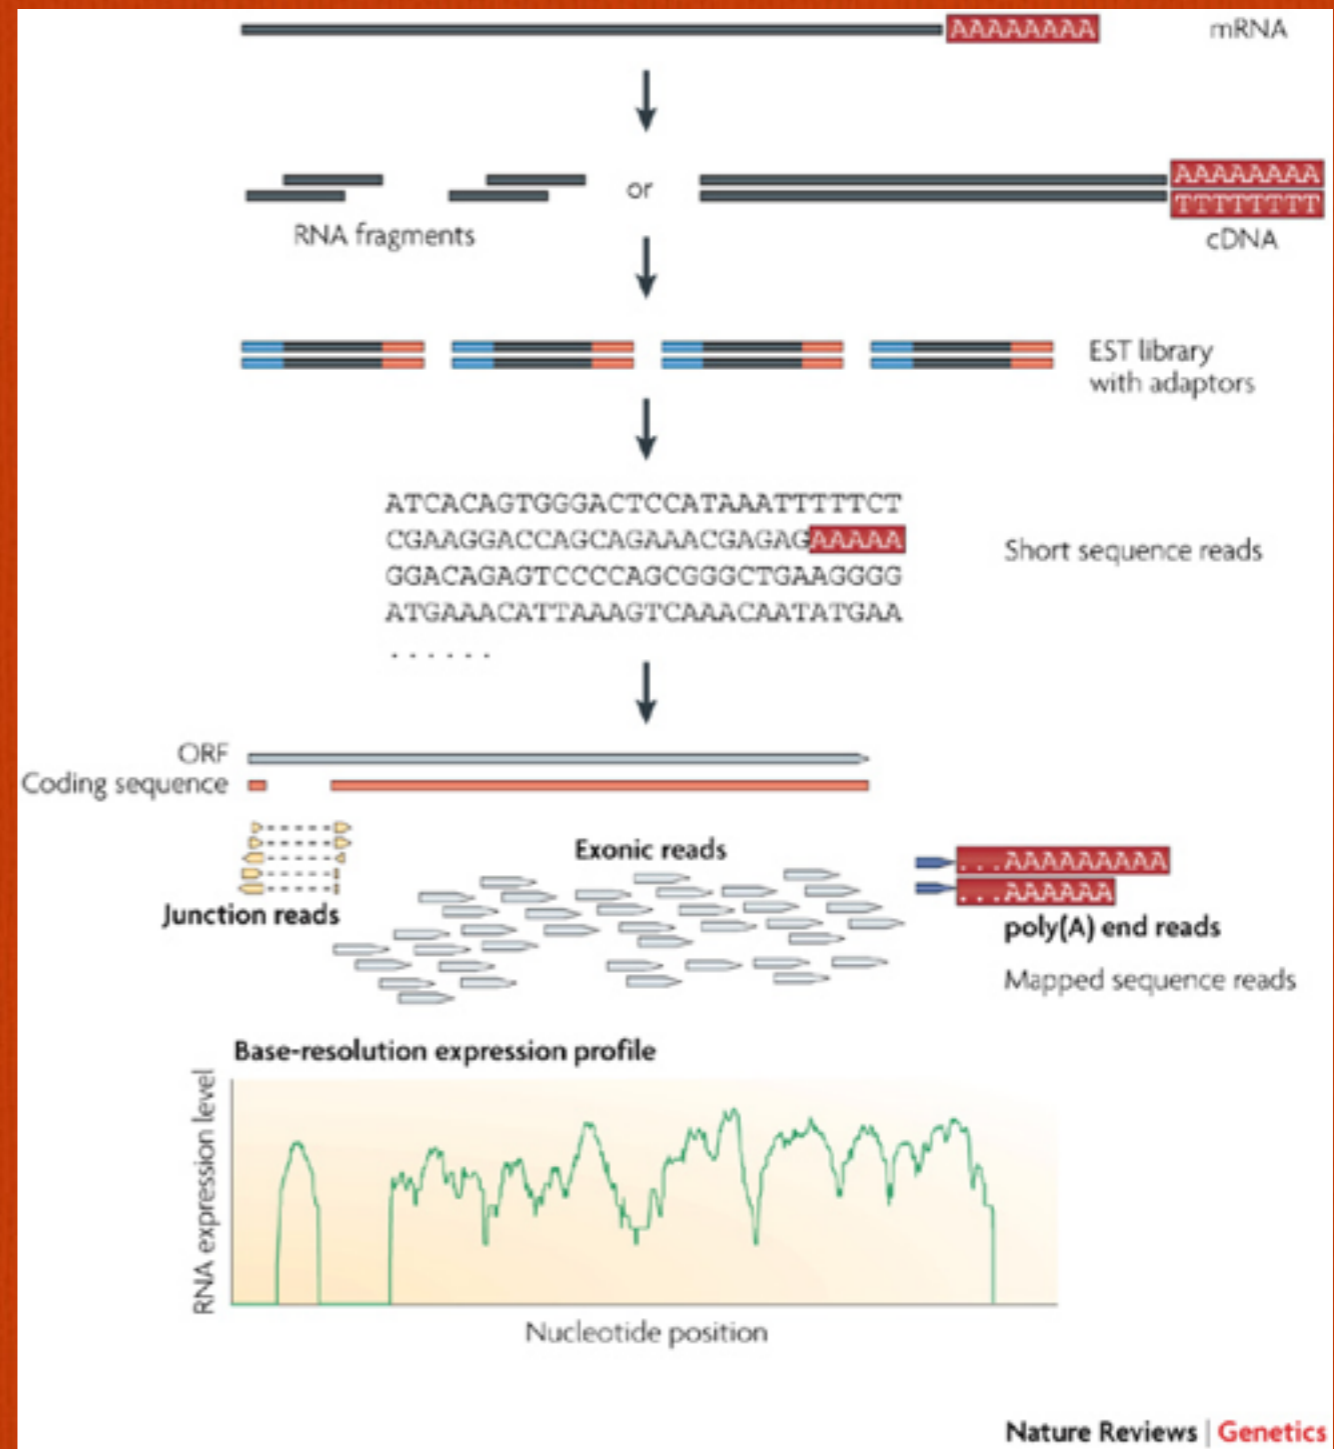 AAAAAAAA mRNA
AAAAAAAA
or
TTTTTTTT
RNA fragments
cDNA
EST library
with adaptors
ATCACAGTGGGACTCCATAAATTTTTCT
CGAAGGACCAGCAGAAACGAGAGAAAAA
Short sequence reads
GGACAGAGTCCCCAGCGGGCTGAAGGGG
ATGAAACATTAAAGTCAAACAATATGAA
. . . . . .
ORF
Coding sequence
Exonic reads
...AAAAAAAAA
...AAAAAA
Junction reads
poly(A) end reads
Mapped sequence reads
Base-resolution expression profile
RNA expression level
Nucleotide position
Nature Reviews | Genetics